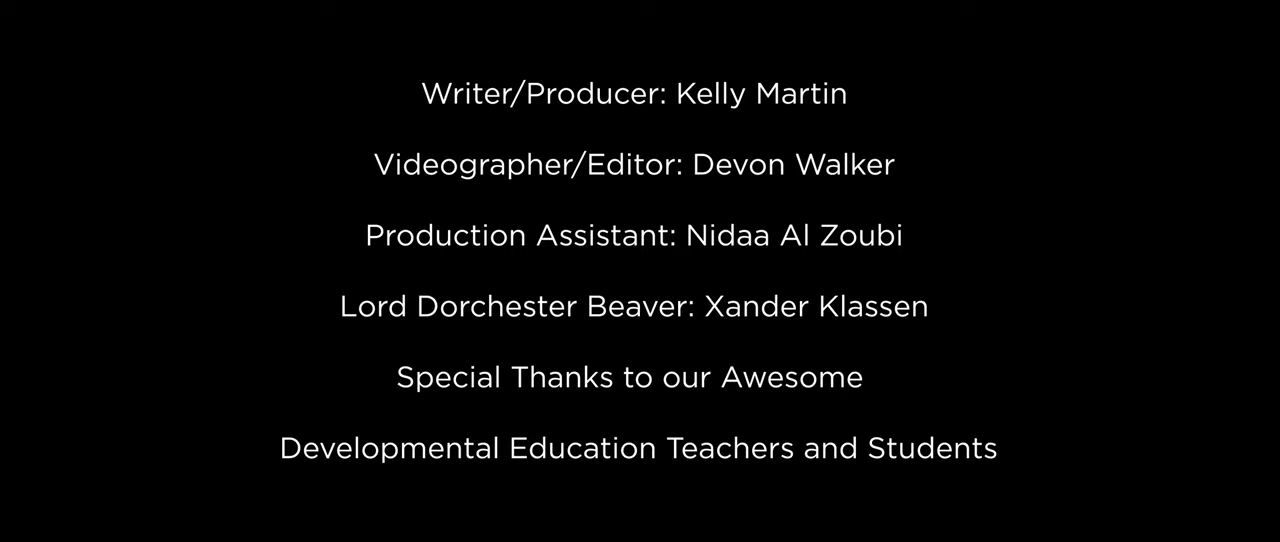 Writer/Producer: Kelly Martin
Videographer/Editor: Devon Walker
Production Assistant: Nidaa Al Zoubi
Lord Dorchester Beaver: Xander Klassen
Special Thanks to our Awesome
Developmental Education Teachers and Students